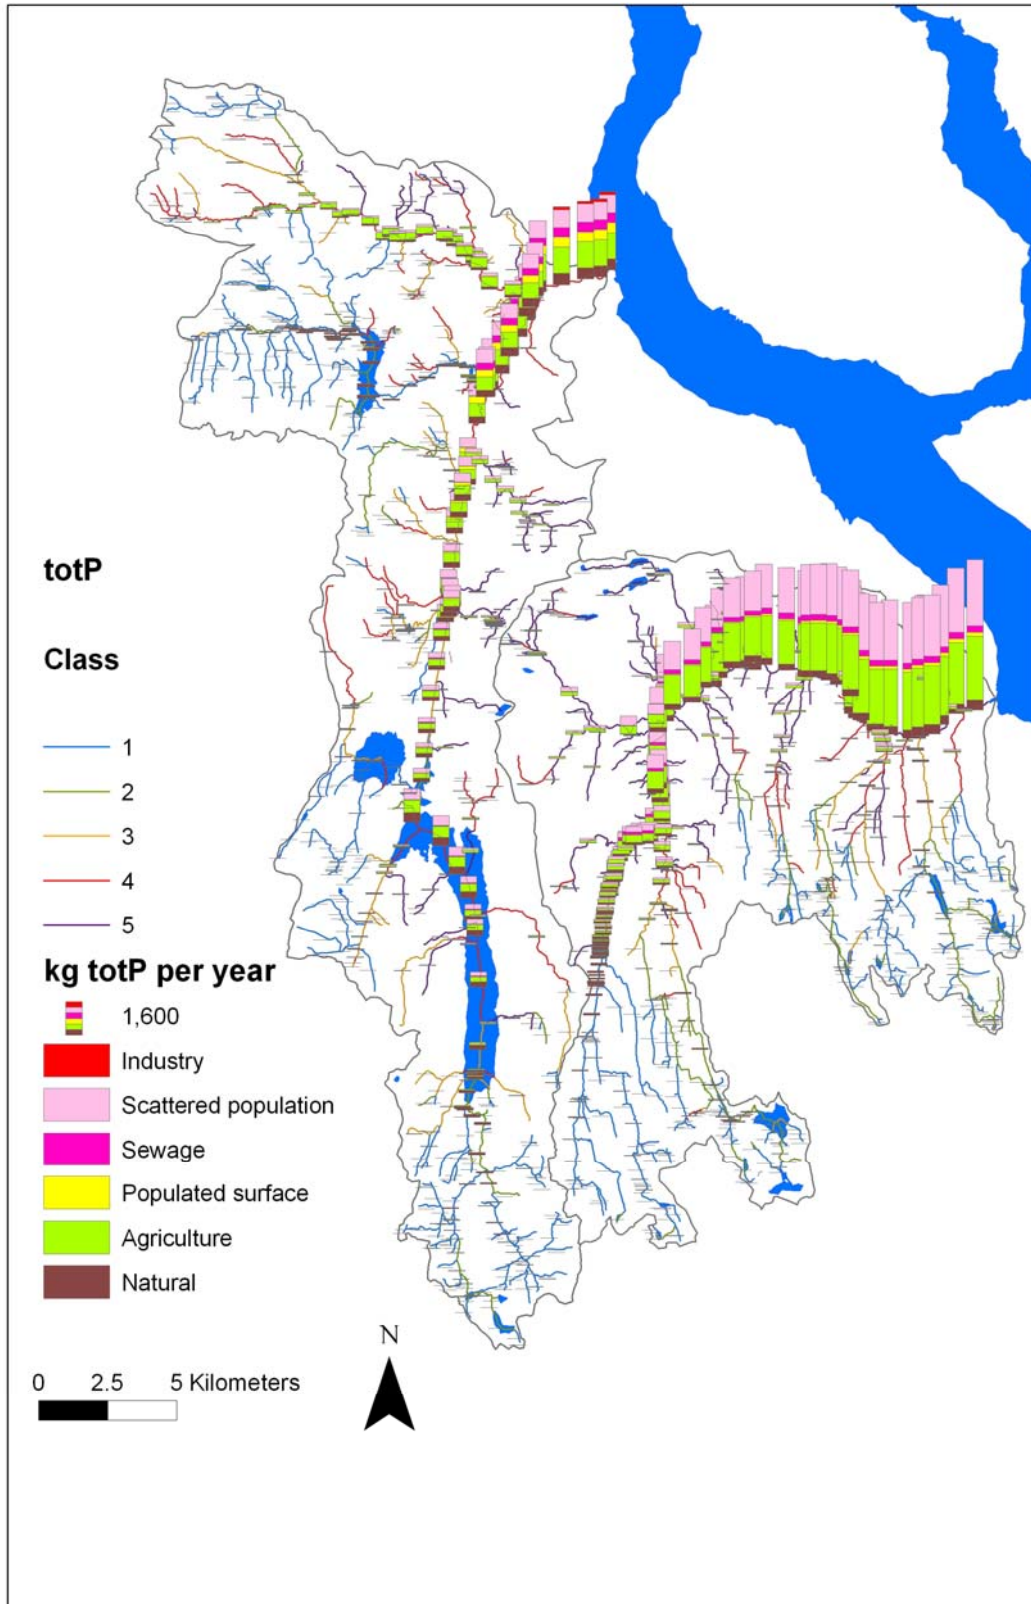 totP
Class
1
2
3
4
5
kg totP per year
1,600
Industry
Scattered population
Sewage
Populated surface
Agriculture
Natural
N
0 2.5 5 Kilometers